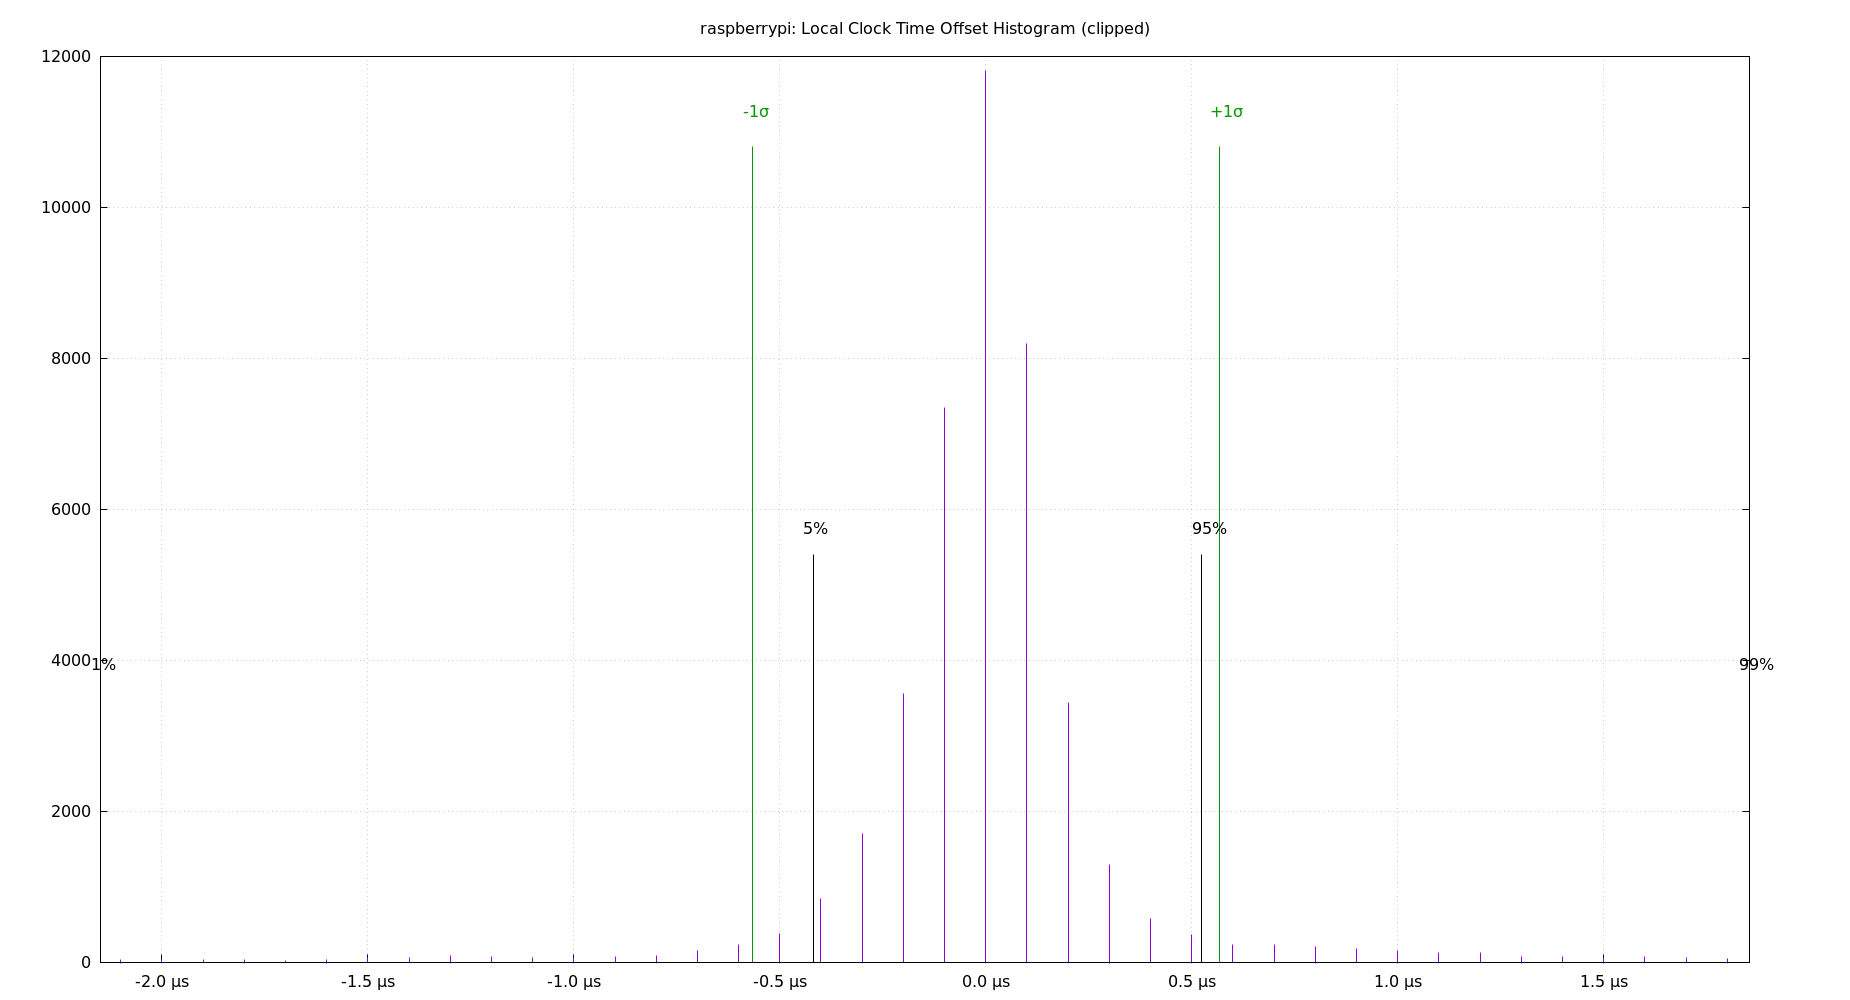 raspberrypi: Local Clock Time Offset Histogram (clipped)
12000
-1σ
+1σ
10000
8000
6000
5%
95%
4000
1%
99%
2000
0
-2.0 µs
-1.5 µs
-1.0 µs
-0.5 µs
0.0 µs
0.5 µs
1.0 µs
1.5 µs